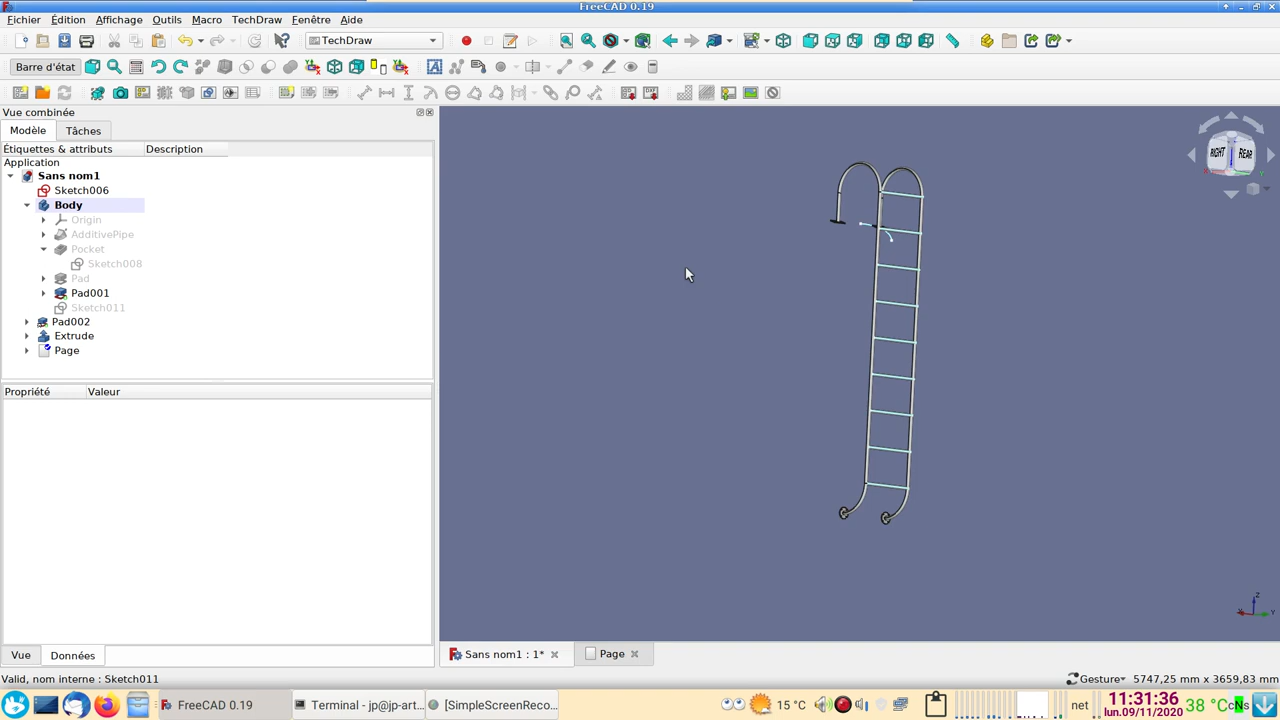 FreeCAD 0.19
Fichier Édition Affichage Outils Macro TechDraw Fenêtre Aide
TechDraw
Barre d'état
Vue combinée
Modèle Tâches
Étiquettes & attributs Description
Application
Sans nom1
Sketch006
Body
Origin
AdditivePipe
Pocket
Sketch008
Pad
Pad001
Sketch011
Pad002
Extrude
Page
Propriété Valeur
RIGHT REAR
Z
X Y
Vue Données
Sans nom1 : 1*
Page
Valid, nom interne : Sketch011
Gesture 5747,25 mm x 3659,83 mm
FreeCAD 0.19
Terminal - jp@jp-art...
[SimpleScreenReco...
15 °C
net
11:31:36
lun.09/11/2020
38 °C